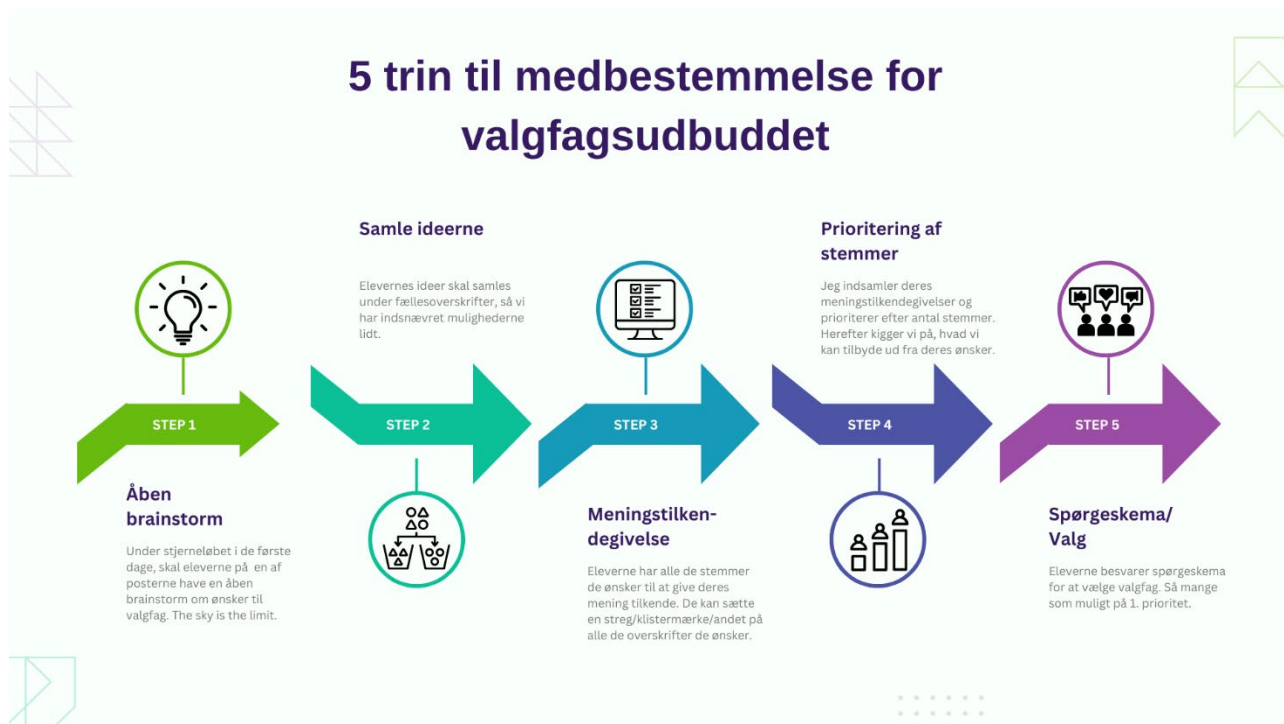 5 trin til medbestemmelse for
valgfagsudbuddet
STEP 1
Åben
brainstorm
Under stjerneløbet i de første
dage, skal eleverne på en af
posterne have en åben
brainstorm om ønsker til
valgfag. The sky is the limit.
Samle ideerne
Elevernes ideer skal samles
under fællesoverskrifter, så vi
har indsnævret mulighederne
lidt.
STEP 2
STEP 3
Meningstilken-
degivelse
Eleverne har alle de stemmer
de ønsker til at give deres
mening tilkende. De kan sætte
en streg/klistermærke/andet på
alle de overskrifter de ønsker.
Prioritering af
stemmer
Jeg indsamler deres
meningstilkendegivelser og
prioriterer efter antal stemmer.
Herefter kigger vi på, hvad vi
kan tilbyde ud fra deres ønsker.
STEP 4
STEP 5
Spørgeskema/
Valg
Eleverne besvarer spørgeskema
for at vælge valgfag. Så mange
som muligt på 1. prioritet.